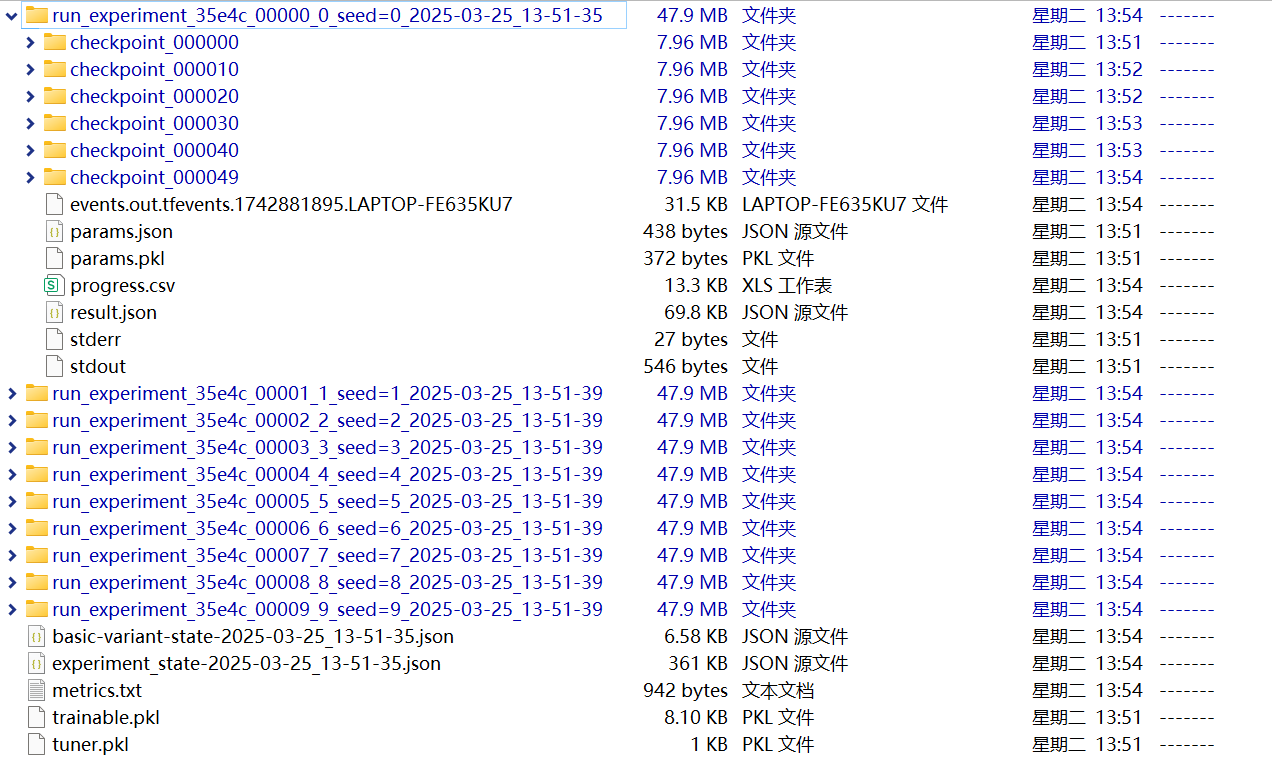 run_experiment_35e4c_00000_0_seed=0_2025-03-25_13-51-35 47.9 MB 文件夹 星期二 13:54 -------
checkpoint_000000 7.96 MB 文件夹 星期二 13:51 -------
checkpoint_000010 7.96 MB 文件夹 星期二 13:52 -------
checkpoint_000020 7.96 MB 文件夹 星期二 13:52 -------
checkpoint_000030 7.96 MB 文件夹 星期二 13:53 -------
checkpoint_000040 7.96 MB 文件夹 星期二 13:53 -------
checkpoint_000049 7.96 MB 文件夹 星期二 13:54 -------
events.out.tfevents.1742881895.LAPTOP-FE635KU7 31.5 KB LAPTOP-FE635KU7 文件 星期二 13:54 -------
params.json 438 bytes JSON 源文件 星期二 13:51 -------
params.pkl 372 bytes PKL 文件 星期二 13:51 -------
progress.csv 13.3 KB XLS 工作表 星期二 13:54 -------
result.json 69.8 KB JSON 源文件 星期二 13:54 -------
stderr 27 bytes 文件 星期二 13:51 -------
stdout 546 bytes 文件 星期二 13:51 -------
run_experiment_35e4c_00001_1_seed=1_2025-03-25_13-51-39 47.9 MB 文件夹 星期二 13:54 -------
run_experiment_35e4c_00002_2_seed=2_2025-03-25_13-51-39 47.9 MB 文件夹 星期二 13:54 -------
run_experiment_35e4c_00003_3_seed=3_2025-03-25_13-51-39 47.9 MB 文件夹 星期二 13:54 -------
run_experiment_35e4c_00004_4_seed=4_2025-03-25_13-51-39 47.9 MB 文件夹 星期二 13:54 -------
run_experiment_35e4c_00005_5_seed=5_2025-03-25_13-51-39 47.9 MB 文件夹 星期二 13:54 -------
run_experiment_35e4c_00006_6_seed=6_2025-03-25_13-51-39 47.9 MB 文件夹 星期二 13:54 -------
run_experiment_35e4c_00007_7_seed=7_2025-03-25_13-51-39 47.9 MB 文件夹 星期二 13:54 -------
run_experiment_35e4c_00008_8_seed=8_2025-03-25_13-51-39 47.9 MB 文件夹 星期二 13:54 -------
run_experiment_35e4c_00009_9_seed=9_2025-03-25_13-51-39 47.9 MB 文件夹 星期二 13:54 -------
basic-variant-state-2025-03-25_13-51-35.json 6.58 KB JSON 源文件 星期二 13:54 -------
experiment_state-2025-03-25_13-51-35.json 361 KB JSON 源文件 星期二 13:54 -------
metrics.txt 942 bytes 文本文档 星期二 13:54 -------
trainable.pkl 8.10 KB PKL 文件 星期二 13:51 -------
tuner.pkl 1 KB PKL 文件 星期二 13:51 -------